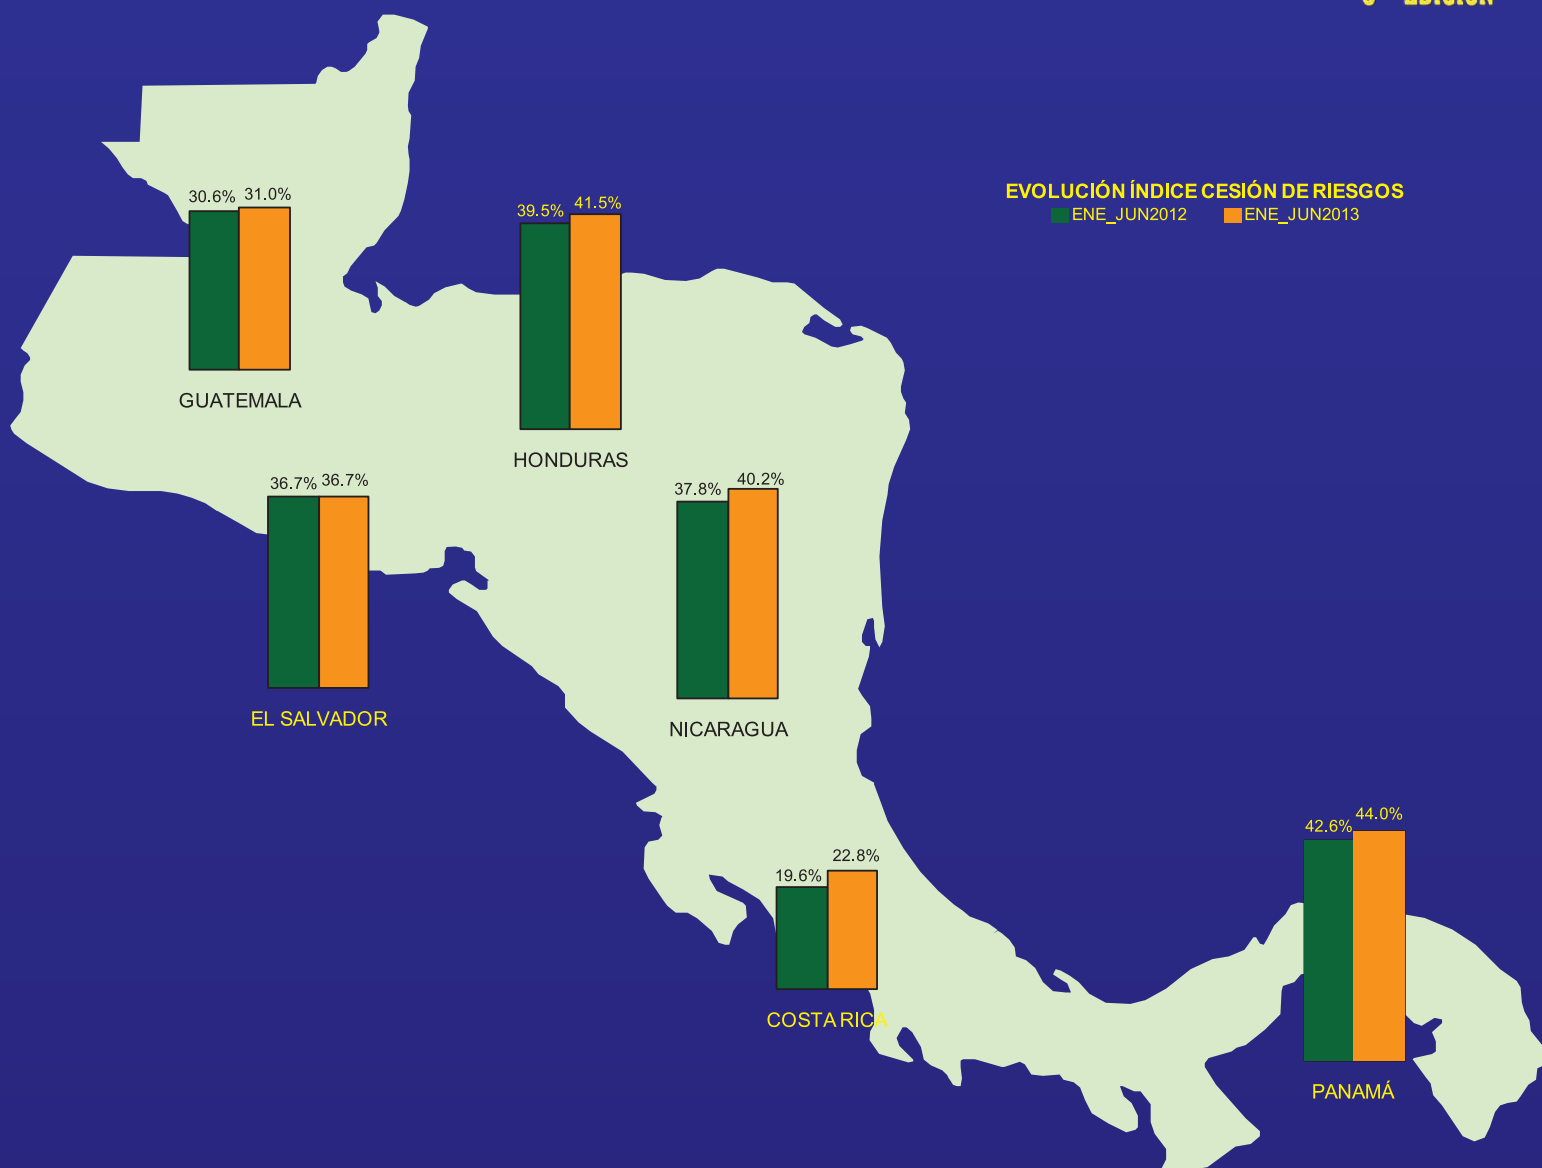 EVOLUCIÓN ÍNDICE CESIÓN DE RIESGOS
ENE_JUN2012 ENE_JUN2013
30.6% 31.0%
GUATEMALA
39.5% 41.5%
HONDURAS
36.7% 36.7%
EL SALVADOR
37.8% 40.2%
NICARAGUA
19.6% 22.8%
COSTA RICA
42.6% 44.0%
PANAMÁ